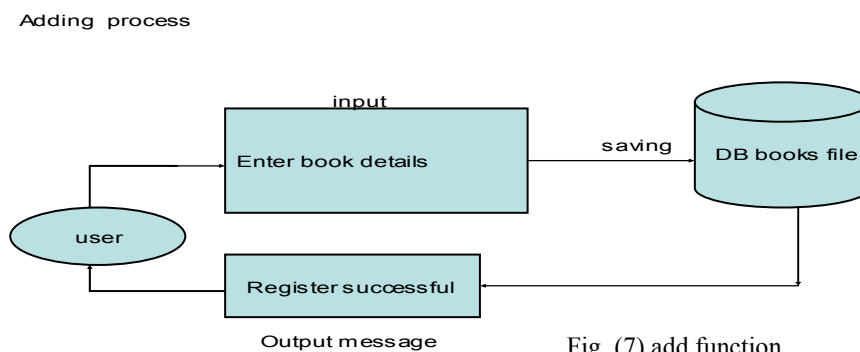 Adding process
input
Enter book details
saving
DB books file
user
Register successful
Output message
Fig. (7) add function